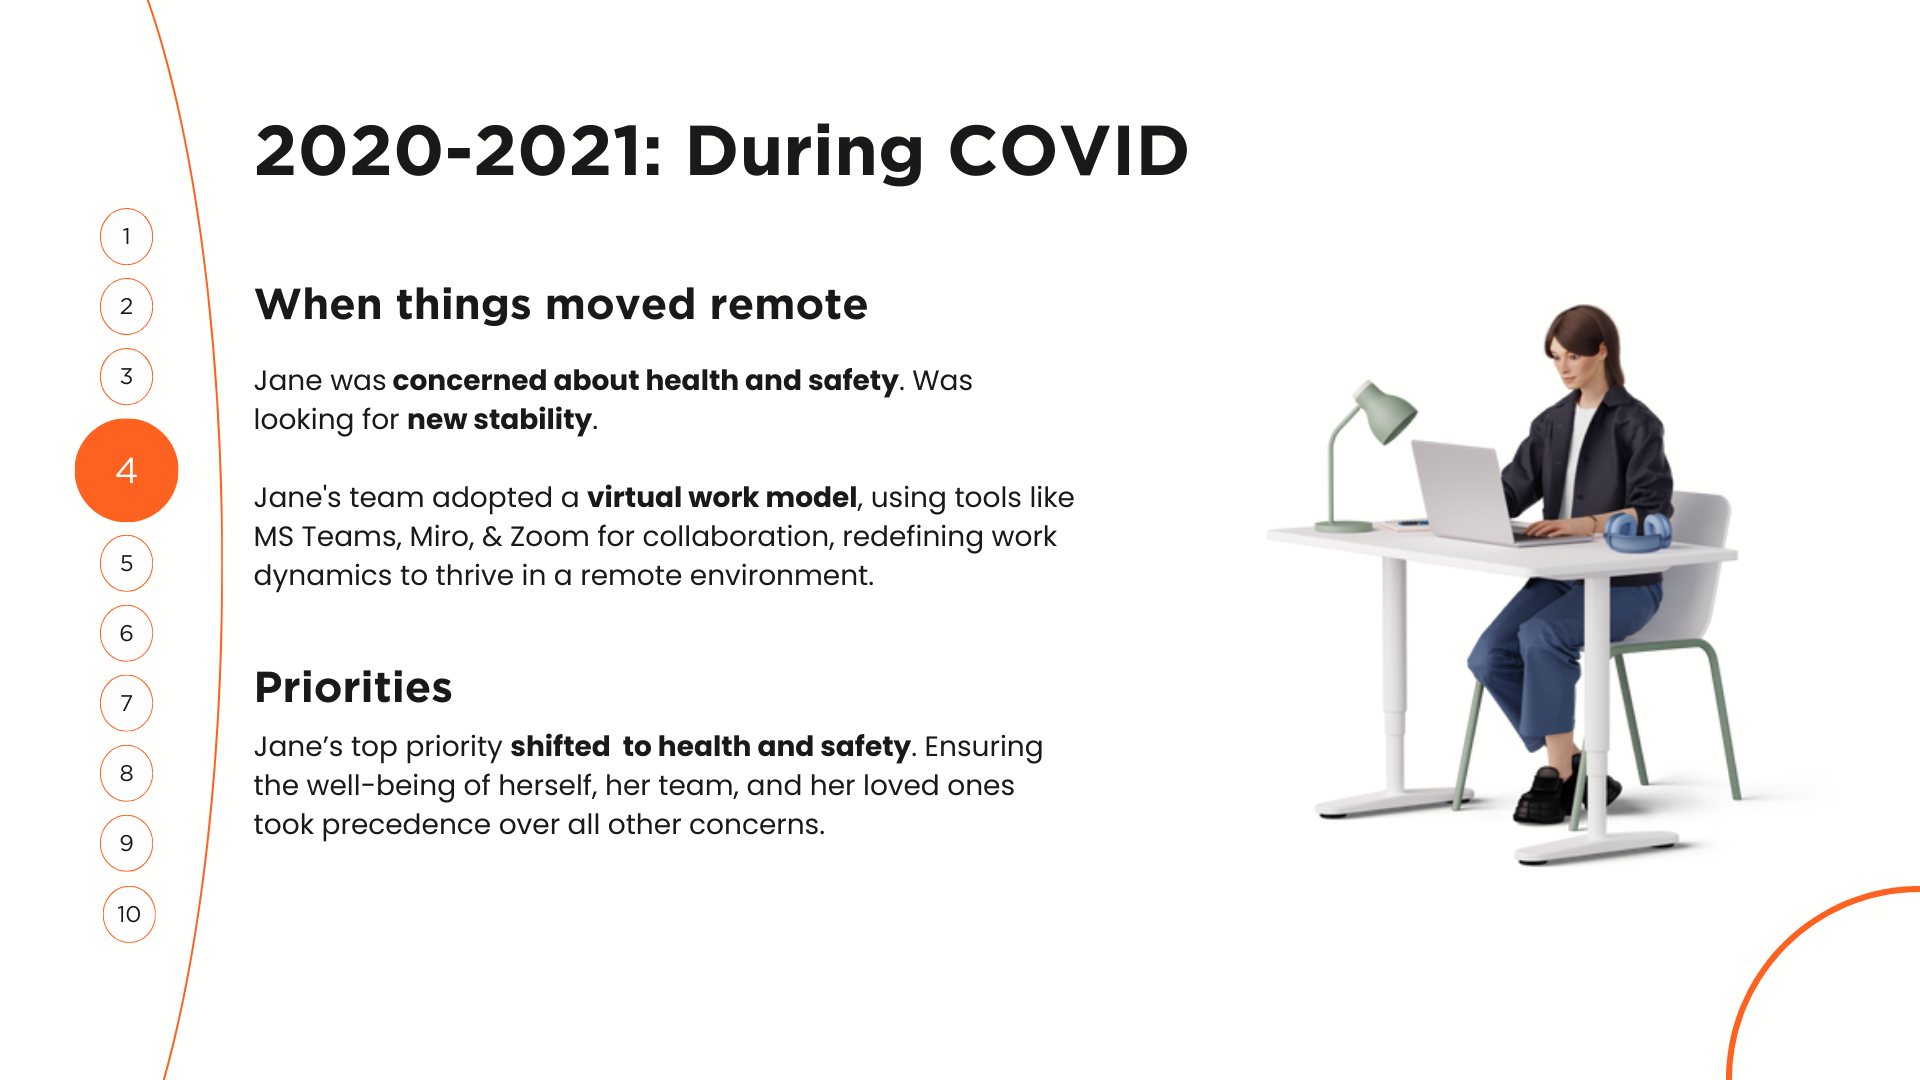 2020-2021: During COVID
1
2
3
4
5
6
7
8
9
10
When things moved remote
Jane was concerned about health and safety. Was
looking for new stability.
Jane's team adopted a virtual work model, using tools like
MS Teams, Miro, & Zoom for collaboration, redefining work
dynamics to thrive in a remote environment.
Priorities
Jane’s top priority shifted  to health and safety. Ensuring
the well-being of herself, her team, and her loved ones
took precedence over all other concerns.